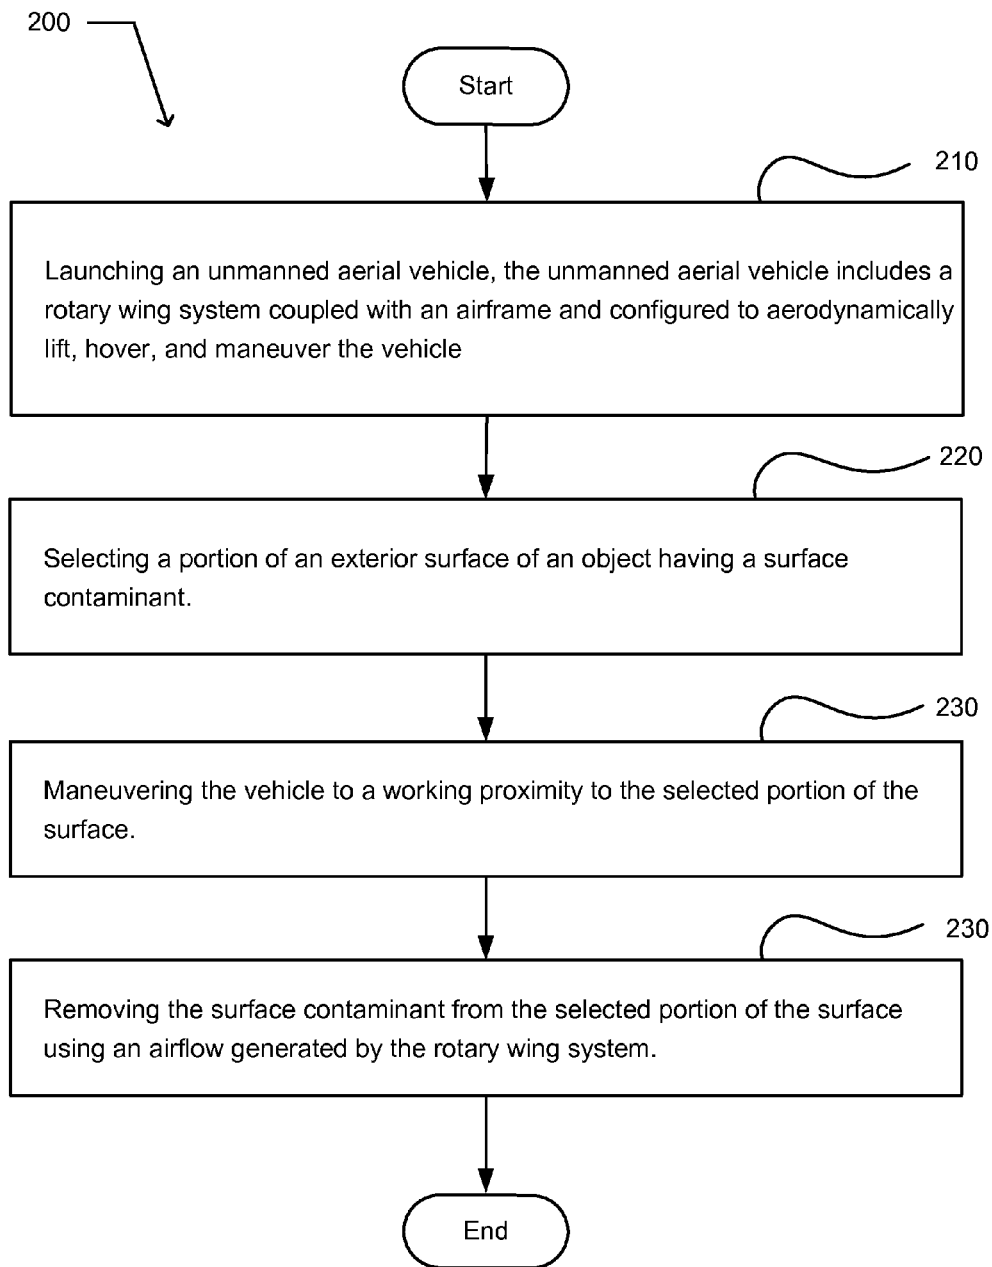 200
Start
210
Launching an unmanned aerial vehicle, the unmanned aerial vehicle includes a
rotary wing system coupled with an airframe and configured to aerodynamically
lift, hover, and maneuver the vehicle
220
Selecting a portion of an exterior surface of an object having a surface
contaminant.
230
Maneuvering the vehicle to a working proximity to the selected portion of the
surface.
230
Removing the surface contaminant from the selected portion of the surface
using an airflow generated by the rotary wing system.
End